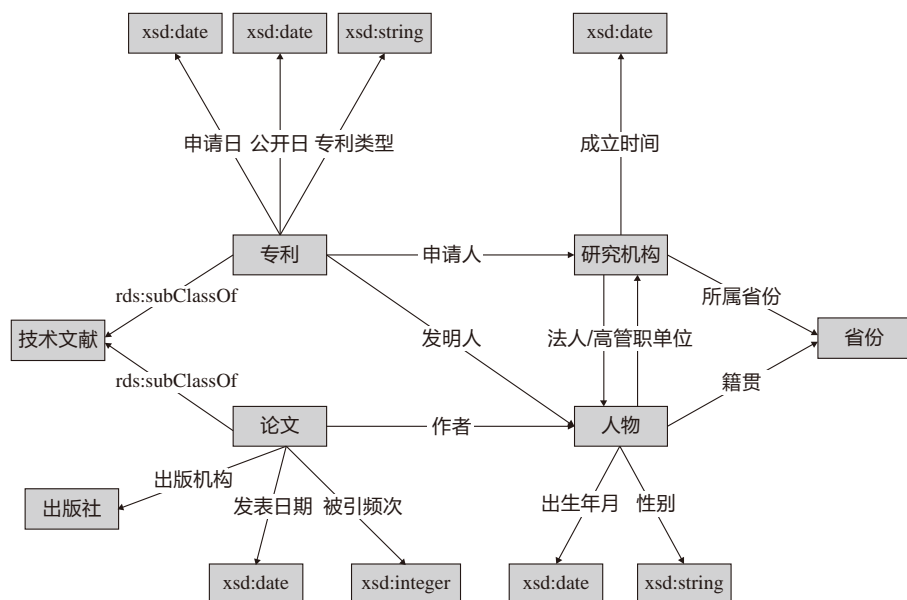 xsd:date xsd:date xsd:string xsd:date
申请日 公开日 专利类型 成立时间
专利 申请人 研究机构
rds:subClassOf 所属省份
技术文献 发明人 法人/高管职单位 省份
rds:subClassOf 籍贯
论文 作者 人物
出版机构
出版社 发表日期 被引频次 出生年月 性别
xsd:date xsd:integer xsd:date xsd:string